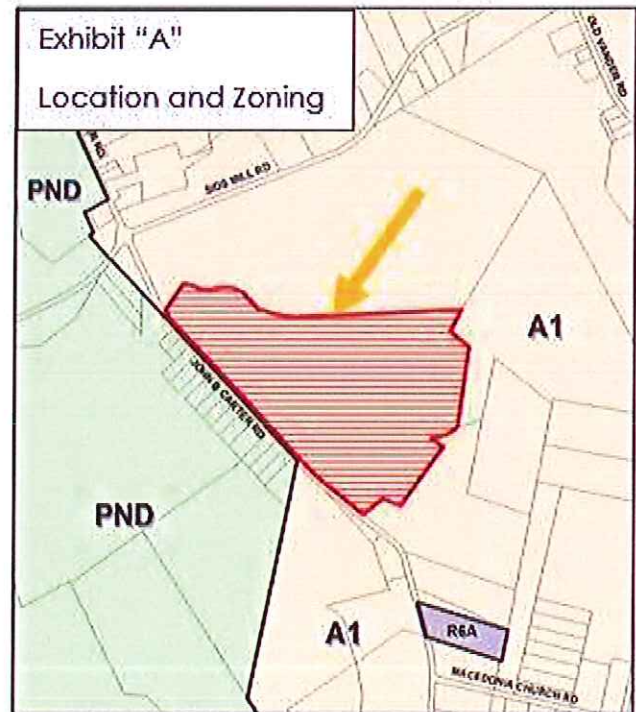 Exhibit "A"
Location and Zoning
OLD VANDER RD
PND
SIDS MILL RD
A1
JOHN B CARTER RD
PND
A1
R6A
MACEDONIA CHURCH RD